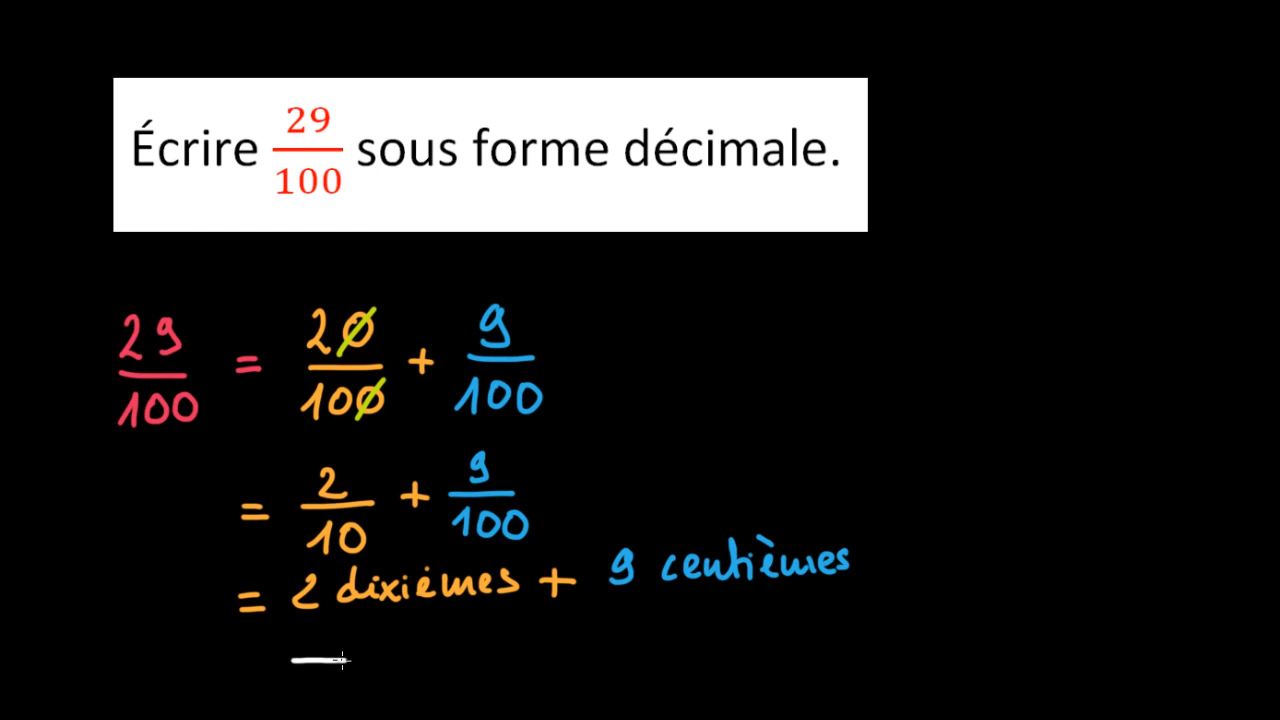 Écrire 29/100 sous forme décimale.
29/100 = 20/100 + 9/100
= 2/10 + 9/100
= 2 dixièmes + 9 centièmes